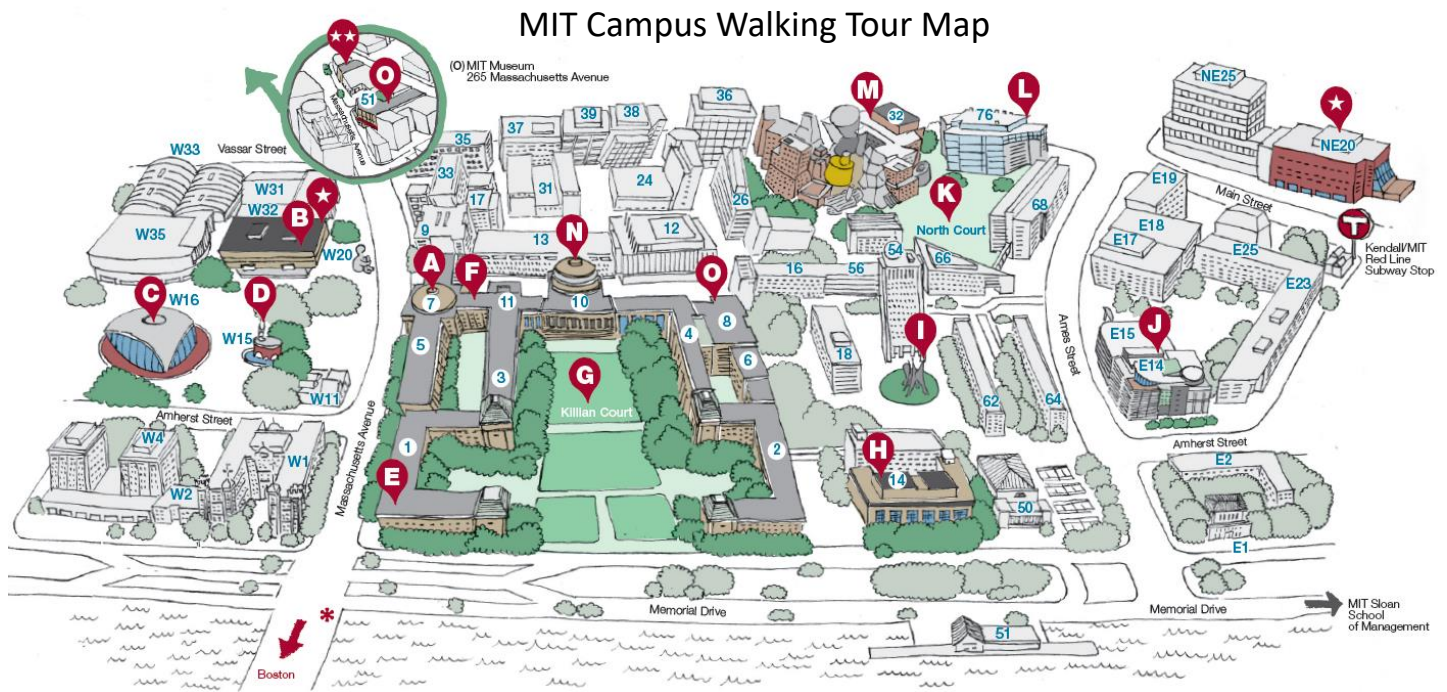 MIT Campus Walking Tour Map
★★
O
51
Massachusetts Avenue
(O) MIT Museum
265 Massachusetts Avenue
W33
Vassar Street
W31
W32
★
B
W35
W20
C
W16
D
W15
W11
Amherst Street
W4
W1
W2
Massachusetts Avenue
35
37
39
38
36
33
31
24
17
9
13
12
26
M
32
76
L
K
North Court
68
54
66
16
56
A
7
F
11
N
10
O
8
4
5
3
6
G
Killian Court
1
2
E
18
I
62
64
Ames Street
H
14
50
NE25
★
NE20
Main Street
T
Kendall/MIT
Red Line
Subway Stop
E19
E18
E17
E25
E23
E15
J
E14
Amherst Street
E2
E1
Memorial Drive
Memorial Drive
MIT Sloan
School
of Management
51
*
Boston